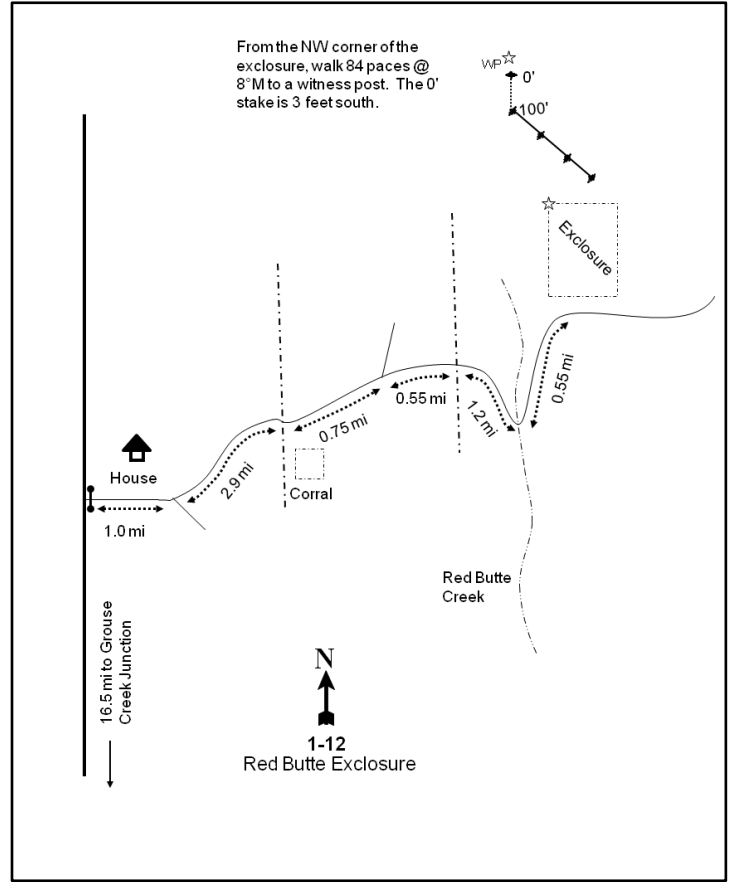 From the NW corner of the
exclosure, walk 84 paces @
8°M to a witness post. The 0'
stake is 3 feet south.
WP
0'
100'
Exclosure
0.55 mi
1.2 mi
0.55 mi
0.75 mi
2.9 mi
House
Corral
1.0 mi
Red Butte
Creek
16.5 mi to Grouse
Creek Junction
N
1-12
Red Butte Exclosure